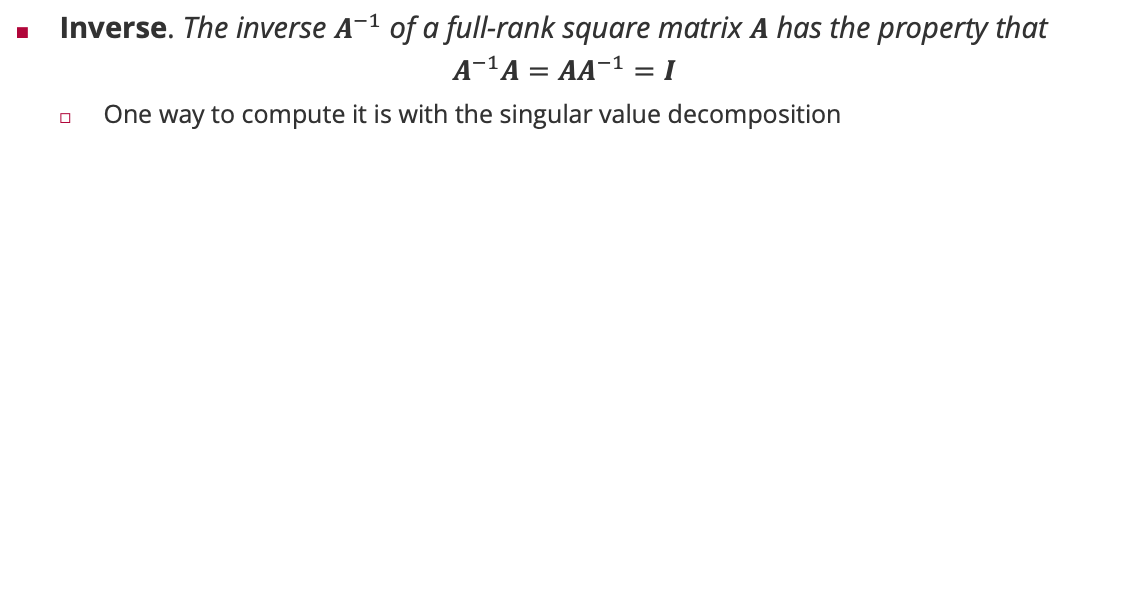 Inverse. The inverse A⁻¹ of a full-rank square matrix A has the property that
A⁻¹A = AA⁻¹ = I
One way to compute it is with the singular value decomposition